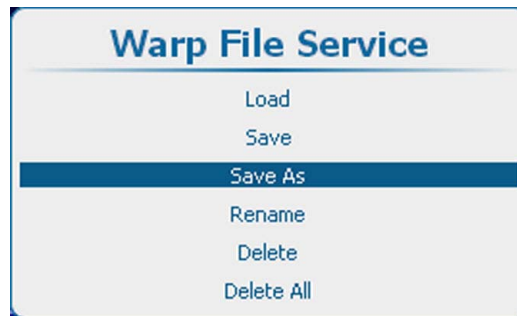 Warp File Service
Load
Save
Save As
Rename
Delete
Delete All